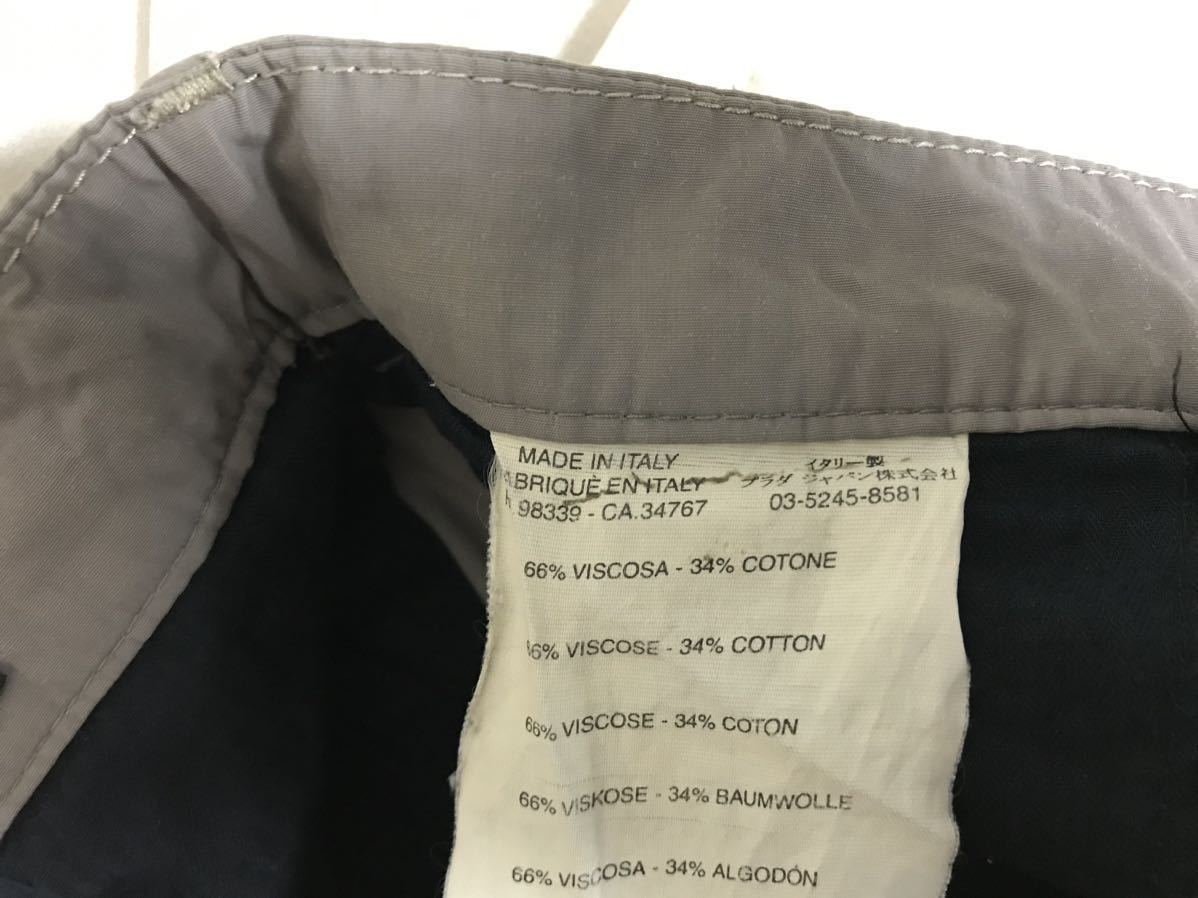 MADE IN ITALY イタリー製
ABRIQUÈ EN ITALY プラダ ジャパン株式会社
98339 - CA.34767 03-5245-8581
66% VISCOSA - 34% COTONE
66% VISCOSE - 34% COTTON
66% VISCOSE - 34% COTON
66% VISKOSE - 34% BAUMWOLLE
66% VISCOSA - 34% ALGODÓN